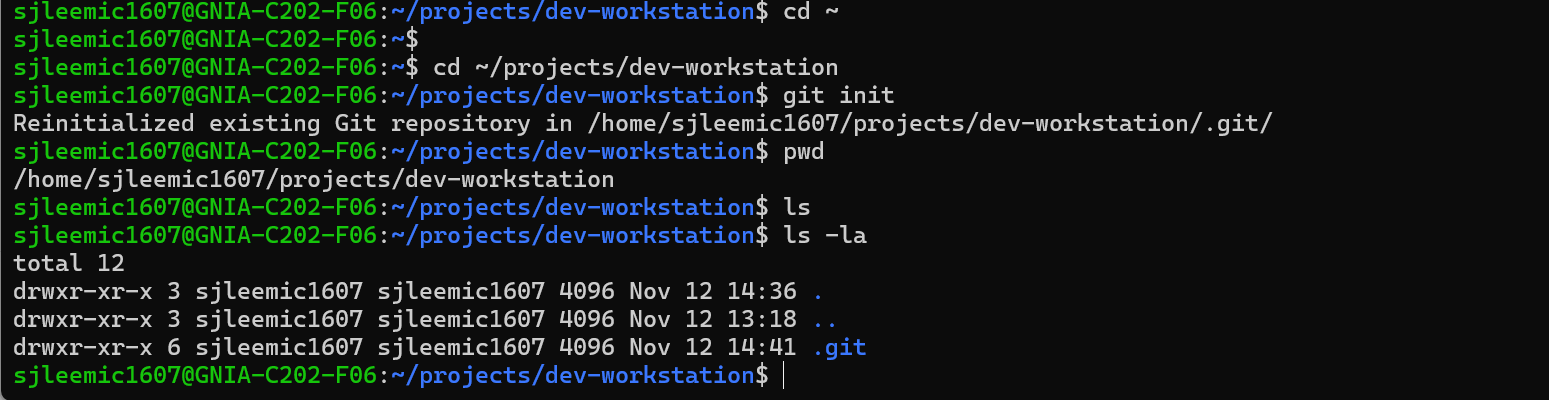 sjleemic1607@GNIA-C202-F06:~/projects/dev-workstation$ cd ~
sjleemic1607@GNIA-C202-F06:~$
sjleemic1607@GNIA-C202-F06:~$ cd ~/projects/dev-workstation
sjleemic1607@GNIA-C202-F06:~/projects/dev-workstation$ git init
Reinitialized existing Git repository in /home/sjleemic1607/projects/dev-workstation/.git/
sjleemic1607@GNIA-C202-F06:~/projects/dev-workstation$ pwd
/home/sjleemic1607/projects/dev-workstation
sjleemic1607@GNIA-C202-F06:~/projects/dev-workstation$ ls
sjleemic1607@GNIA-C202-F06:~/projects/dev-workstation$ ls -la
total 12
drwxr-xr-x 3 sjleemic1607 sjleemic1607 4096 Nov 12 14:36 .
drwxr-xr-x 3 sjleemic1607 sjleemic1607 4096 Nov 12 13:18 ..
drwxr-xr-x 6 sjleemic1607 sjleemic1607 4096 Nov 12 14:41 .git
sjleemic1607@GNIA-C202-F06:~/projects/dev-workstation$